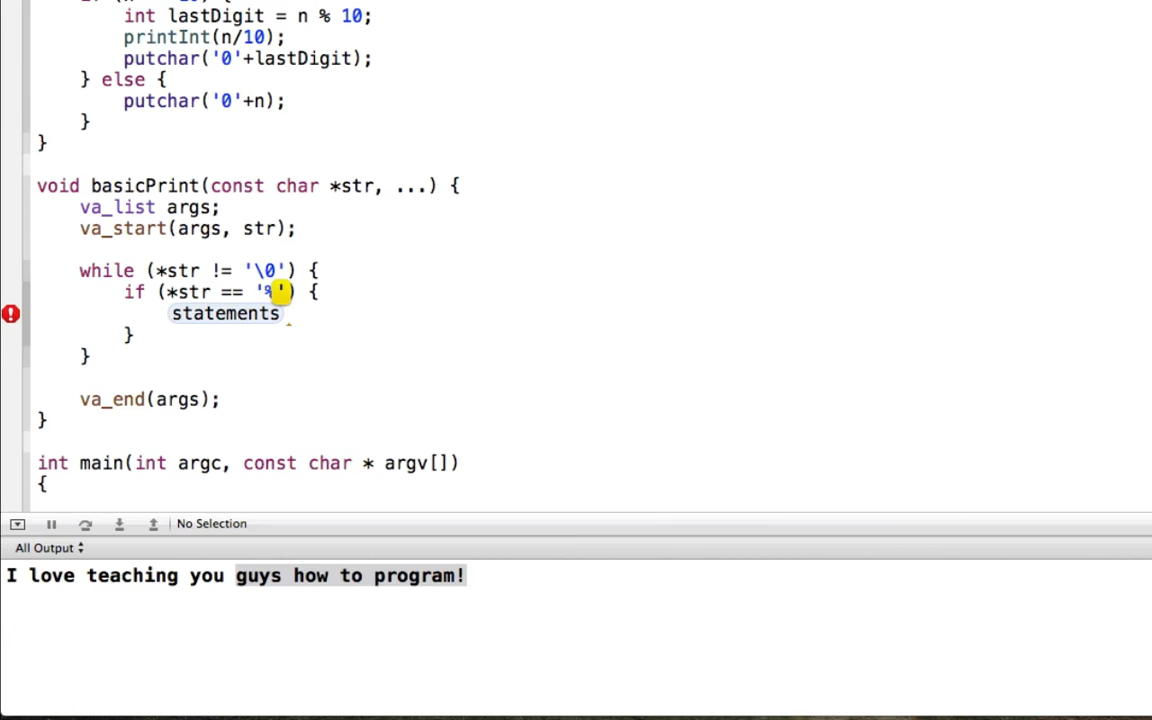 int lastDigit = n % 10;
printInt(n/10);
putchar('0'+lastDigit);
} else {
putchar('0'+n);
}
}
void basicPrint(const char *str, ...) {
va_list args;
va_start(args, str);
while (*str != '\0') {
if (*str == '%') {
statements
}
}
va_end(args);
}
int main(int argc, const char * argv[])
{
No Selection
All Output
I love teaching you guys how to program!